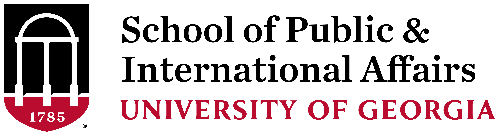 School of Public &
International Affairs
UNIVERSITY OF GEORGIA
1785